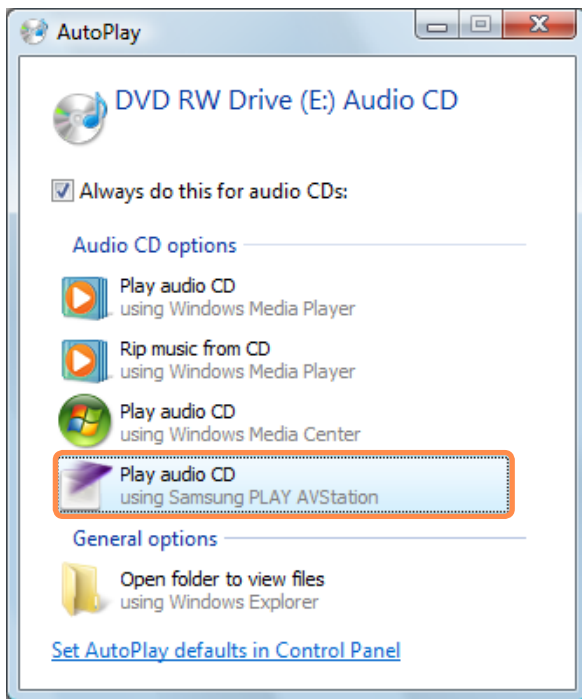 AutoPlay
DVD RW Drive (E:) Audio CD
Always do this for audio CDs:
Audio CD options
Play audio CD
using Windows Media Player
Rip music from CD
using Windows Media Player
Play audio CD
using Windows Media Center
Play audio CD
using Samsung PLAY AVStation
General options
Open folder to view files
using Windows Explorer
Set AutoPlay defaults in Control Panel